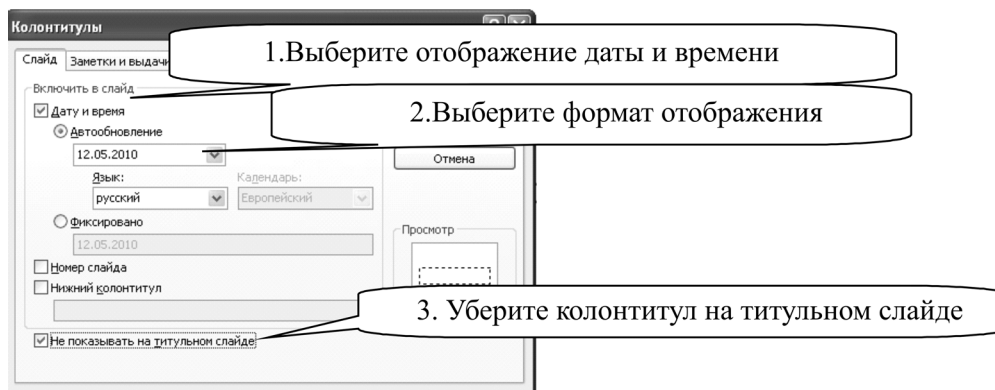 Колонтитулы
1.Выберите отображение даты и времени
Слайд Заметки и выдачи
Включить в слайд
2.Выберите формат отображения
Дату и время
Автообновление
12.05.2010
Отмена
Язык: Календарь:
русский Европейский
Фиксировано
Просмотр
12.05.2010
Номер слайда
Нижний колонтитул
3. Уберите колонтитул на титульном слайде
Не показывать на титульном слайде